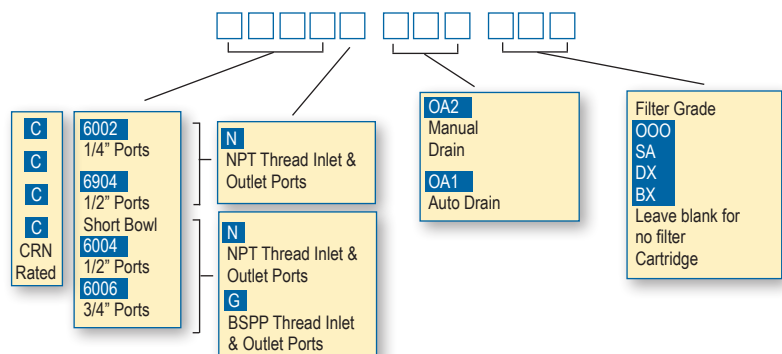 C
C
C
C
CRN
Rated
6002
1/4” Ports
6904
1/2” Ports
Short Bowl
6004
1/2” Ports
6006
3/4” Ports
N
NPT Thread Inlet &
Outlet Ports
N
NPT Thread Inlet &
Outlet Ports
G
BSPP Thread Inlet
& Outlet Ports
OA2
Manual
Drain
OA1
Auto Drain
Filter Grade
OOO
SA
DX
BX
Leave blank for
no filter
Cartridge